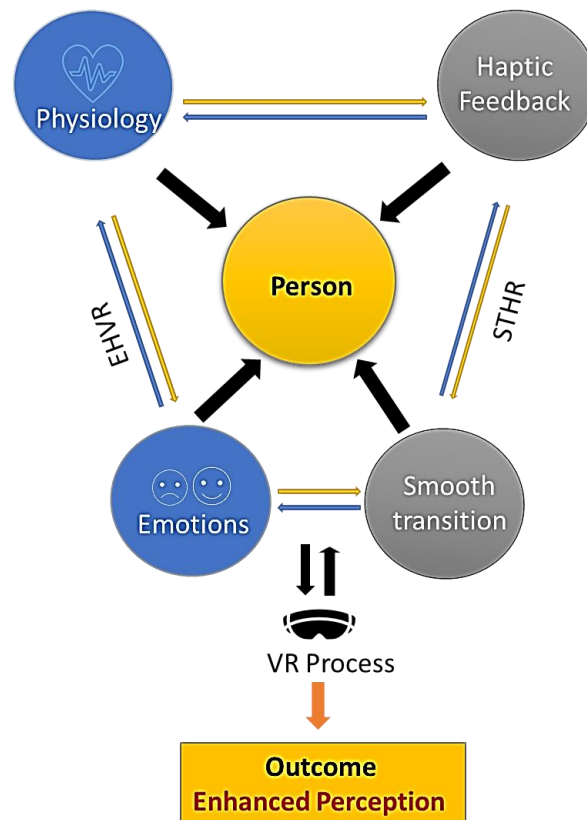 Physiology
Haptic
Feedback
Person
EHVR
STHR
Emotions
Smooth
transition
VR Process
Outcome
Enhanced Perception